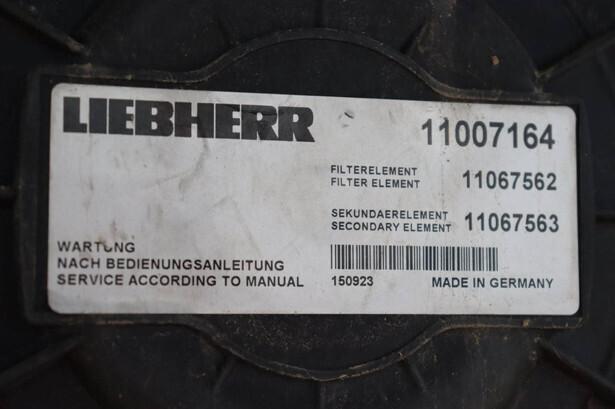 LIEBHERR 11007164
FILTERELEMENT
FILTER ELEMENT 11067562
SEKUNDAERELEMENT
SECONDARY ELEMENT 11067563
WARTUNG
NACH BEDIENUNGSANLEITUNG
SERVICE ACCORDING TO MANUAL
150923 MADE IN GERMANY